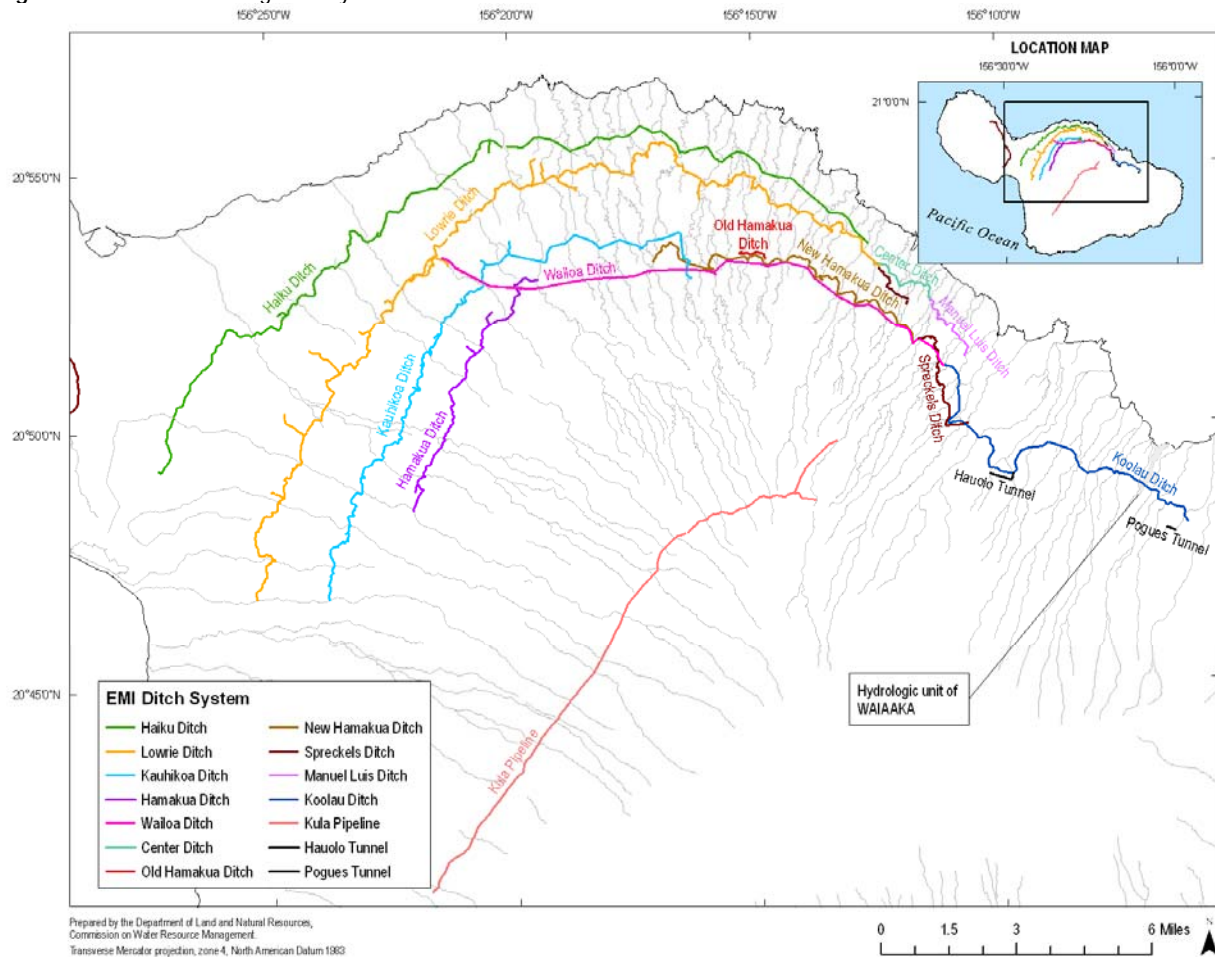 156°25'0"W
156°20'0"W
156°15'0"W
156°10'0"W
LOCATION MAP
156°30'0"W
156°0'0"W
21°0'0"N
Pacific Ocean
20°55'0"N
20°50'0"N
20°45'0"N
Haiku Ditch
Lowrie Ditch
Kauhikoa Ditch
Hamakua Ditch
Wailoa Ditch
Old Hamakua
Ditch
New Hamakua Ditch
Center Ditch
Manuel Luis Ditch
Spreckels Ditch
Koolau Ditch
Hauolo Tunnel
Pogues Tunnel
Kula Pipeline
Hydrologic unit of
WAIAAKA
EMI Ditch System
Haiku Ditch
Lowrie Ditch
Kauhikoa Ditch
Hamakua Ditch
Wailoa Ditch
Center Ditch
Old Hamakua Ditch
New Hamakua Ditch
Spreckels Ditch
Manuel Luis Ditch
Koolau Ditch
Kula Pipeline
Hauolo Tunnel
Pogues Tunnel
Prepared by the Department of Land and Natural Resources,
Commission on Water Resource Management.
Transverse Mercator projection, zone 4, North American Datum 1983
0 1.5 3 6 Miles
N